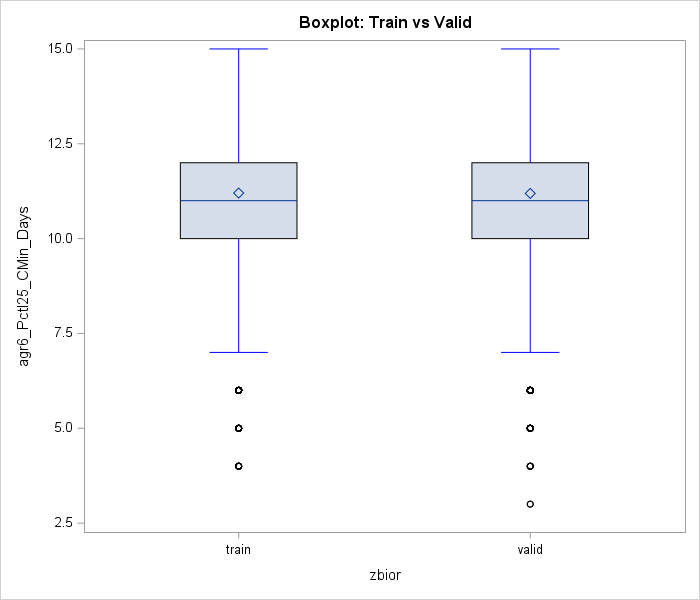 Boxplot: Train vs Valid
15.0
12.5
10.0
7.5
5.0
2.5
agr6_Pctl25_CMin_Days
train
valid
zbior